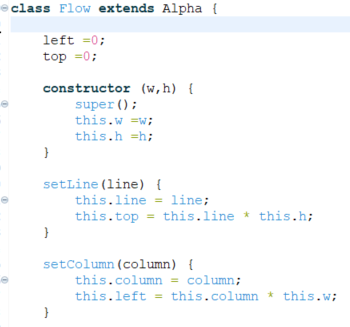 class Flow extends Alpha {
left =0;
top =0;
constructor (w,h) {
super();
this.w =w;
this.h =h;
}
setLine(line) {
this.line = line;
this.top = this.line * this.h;
}
setColumn(column) {
this.column = column;
this.left = this.column * this.w;
}